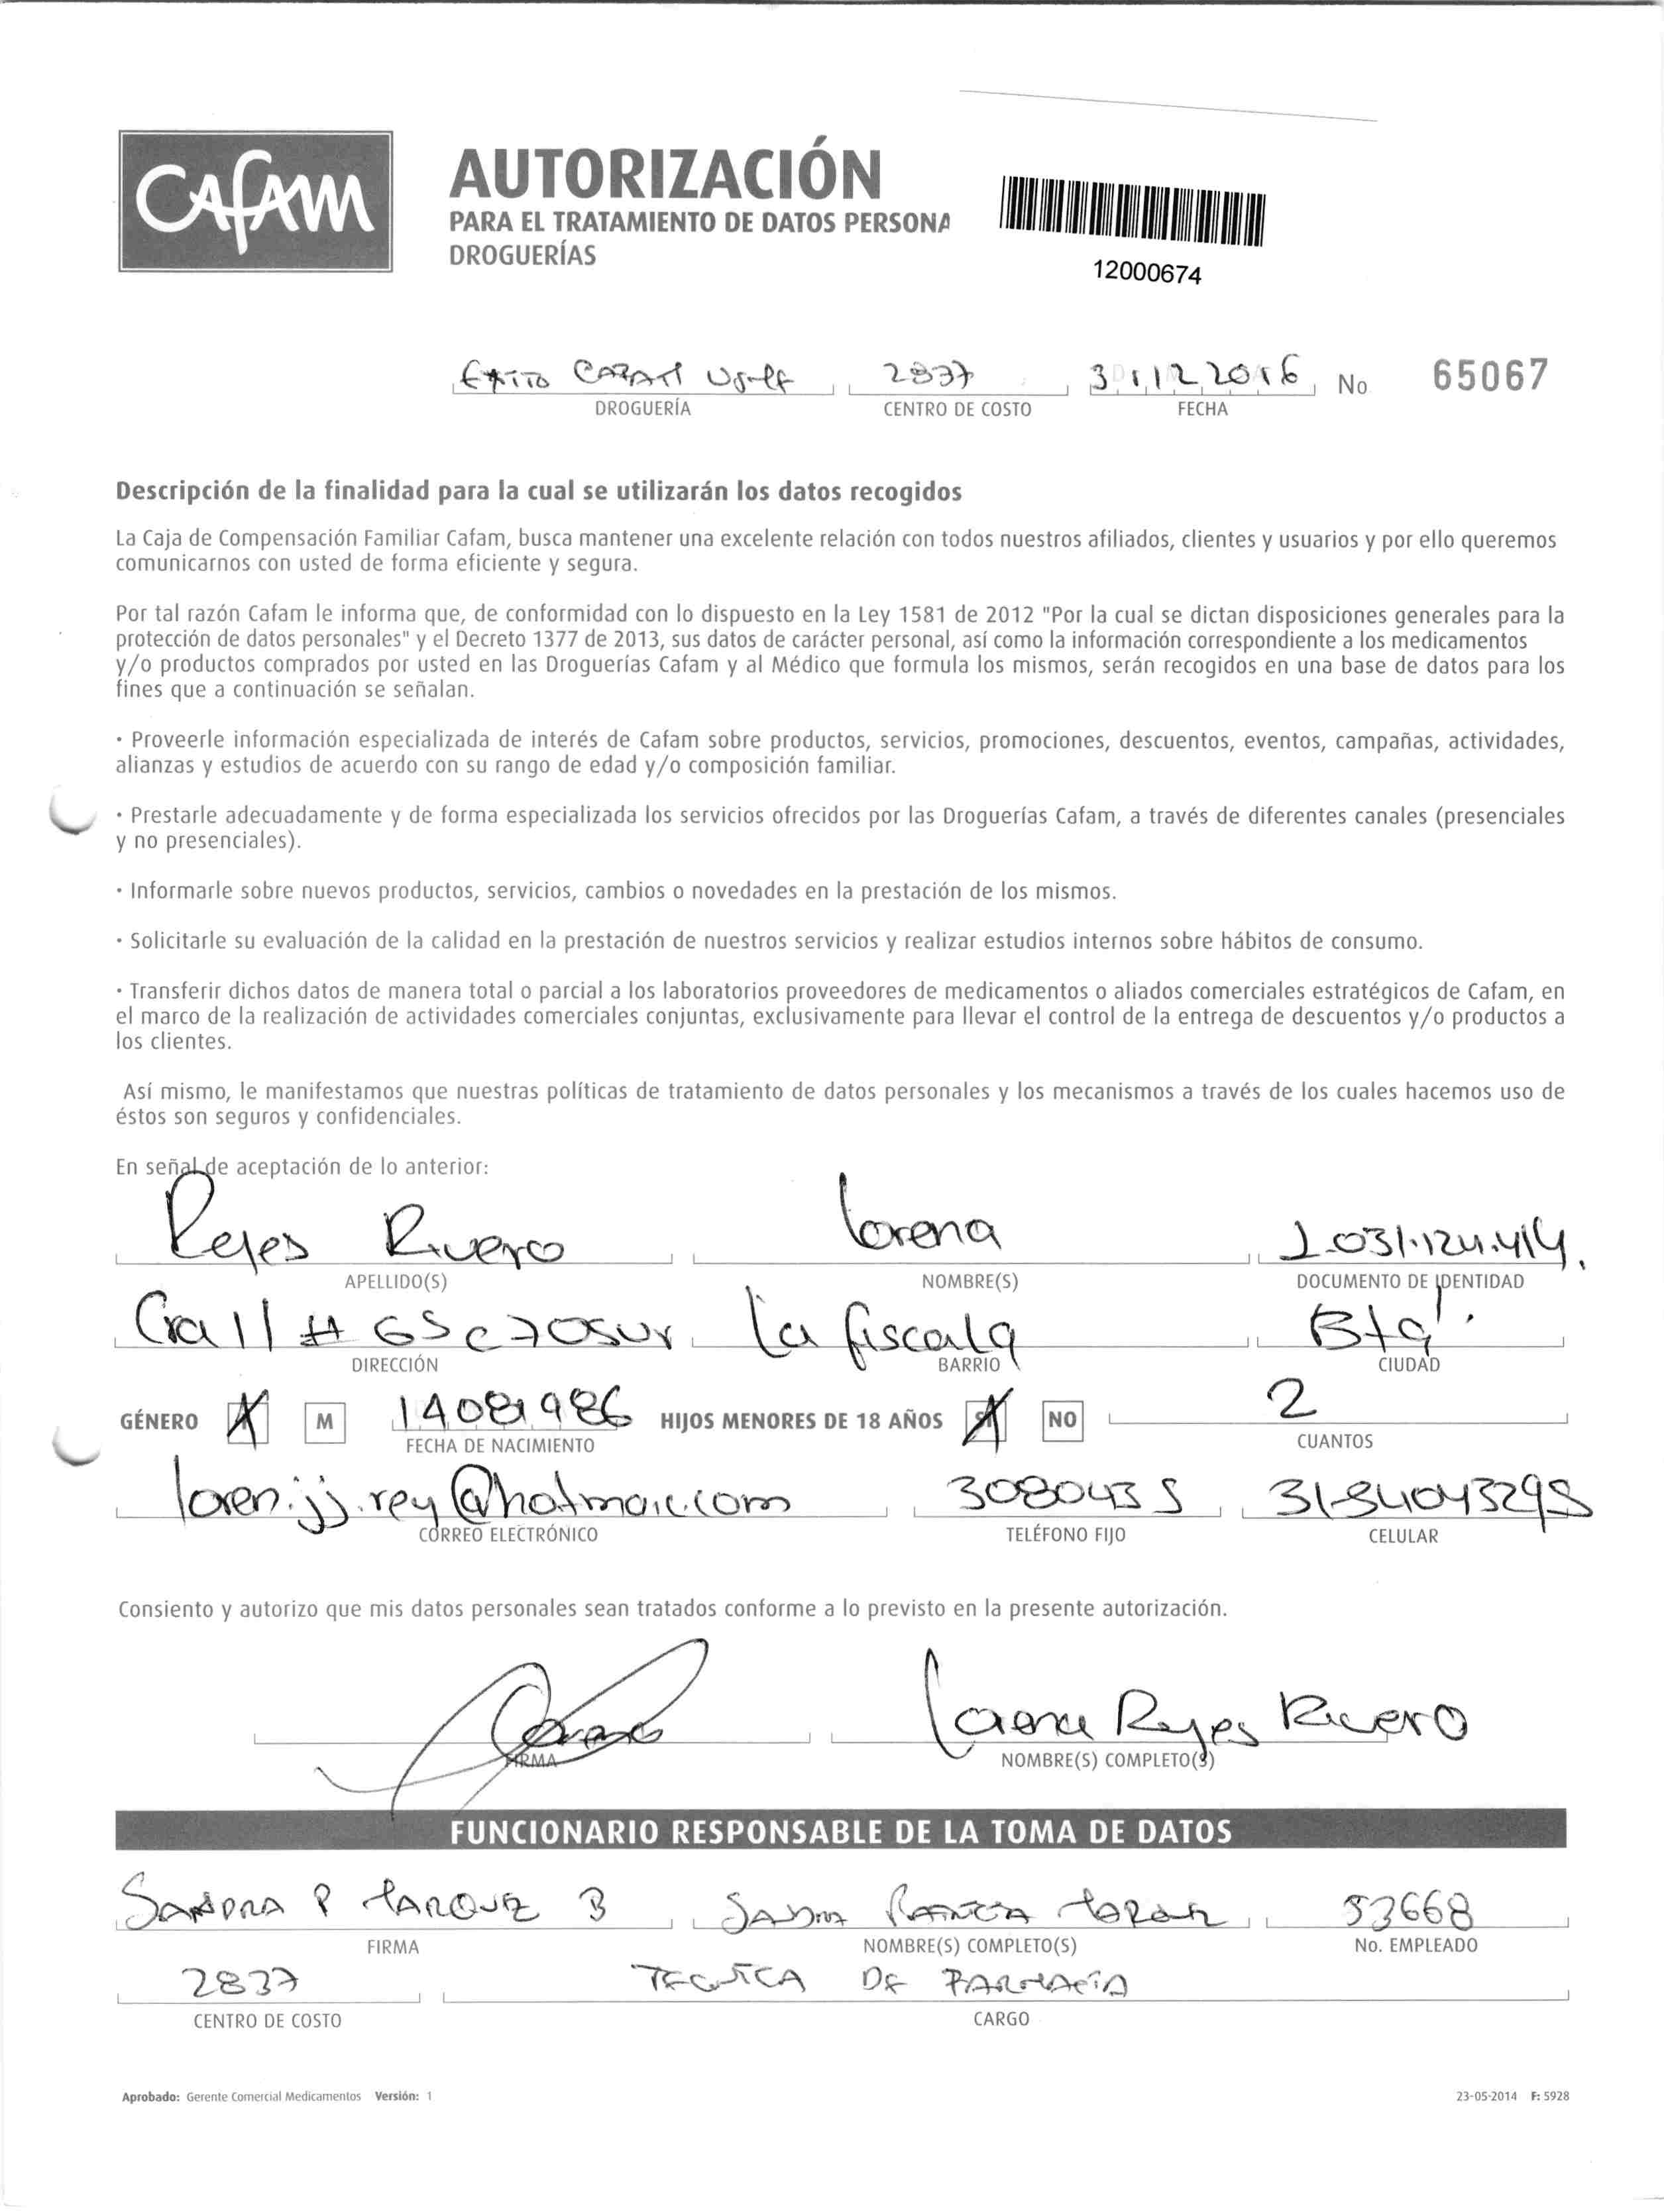 Cafam
AUTORIZACIÓN
PARA EL TRATAMIENTO DE DATOS PERSONA
DROGUERÍAS
12000674
Exito Cafam 2837 31 12 2016 No 65067
DROGUERÍA CENTRO DE COSTO FECHA
Descripción de la finalidad para la cual se utilizarán los datos recogidos
La Caja de Compensación Familiar Cafam, busca mantener una excelente relación con todos nuestros afiliados, clientes y usuarios y por ello queremos
comunicarnos con usted de forma eficiente y segura.
Por tal razón Cafam le informa que, de conformidad con lo dispuesto en la Ley 1581 de 2012 "Por la cual se dictan disposiciones generales para la
protección de datos personales" y el Decreto 1377 de 2013, sus datos de carácter personal, así como la información correspondiente a los medicamentos
y/o productos comprados por usted en las Droguerías Cafam y al Médico que formula los mismos, serán recogidos en una base de datos para los
fines que a continuación se señalan.
· Proveerle información especializada de interés de Cafam sobre productos, servicios, promociones, descuentos, eventos, campañas, actividades,
alianzas y estudios de acuerdo con su rango de edad y/o composición familiar.
· Prestarle adecuadamente y de forma especializada los servicios ofrecidos por las Droguerías Cafam, a través de diferentes canales (presenciales
y no presenciales).
· Informarle sobre nuevos productos, servicios, cambios o novedades en la prestación de los mismos.
· Solicitarle su evaluación de la calidad en la prestación de nuestros servicios y realizar estudios internos sobre hábitos de consumo.
· Transferir dichos datos de manera total o parcial a los laboratorios proveedores de medicamentos o aliados comerciales estratégicos de Cafam, en
el marco de la realización de actividades comerciales conjuntas, exclusivamente para llevar el control de la entrega de descuentos y/o productos a
los clientes.
Así mismo, le manifestamos que nuestras políticas de tratamiento de datos personales y los mecanismos a través de los cuales hacemos uso de
éstos son seguros y confidenciales.
En señal de aceptación de lo anterior:
Reyes Rivero Lorena 1.031.124.414.
APELLIDO(S) NOMBRE(S) DOCUMENTO DE IDENTIDAD
Cra 11 # 65c 70sur La fiscala Bta'.
DIRECCIÓN BARRIO CIUDAD
GÉNERO M 14081986 HIJOS MENORES DE 18 AÑOS SI NO 2
FECHA DE NACIMIENTO CUANTOS
loren.jj.rey@hotmail.com 3080435 3184043298
CORREO ELECTRÓNICO TELÉFONO FIJO CELULAR
Consiento y autorizo que mis datos personales sean tratados conforme a lo previsto en la presente autorización.
Lorena Reyes Rivero
FIRMA NOMBRE(S) COMPLETO(S)
FUNCIONARIO RESPONSABLE DE LA TOMA DE DATOS
SANDRA P MARQUEZ B 53668
FIRMA NOMBRE(S) COMPLETO(S) No. EMPLEADO
2837 TECNICA DE FARMACIA
CENTRO DE COSTO CARGO
Aprobado: Gerente Comercial Medicamentos Versión: 1 23-05-2014 F: 5928